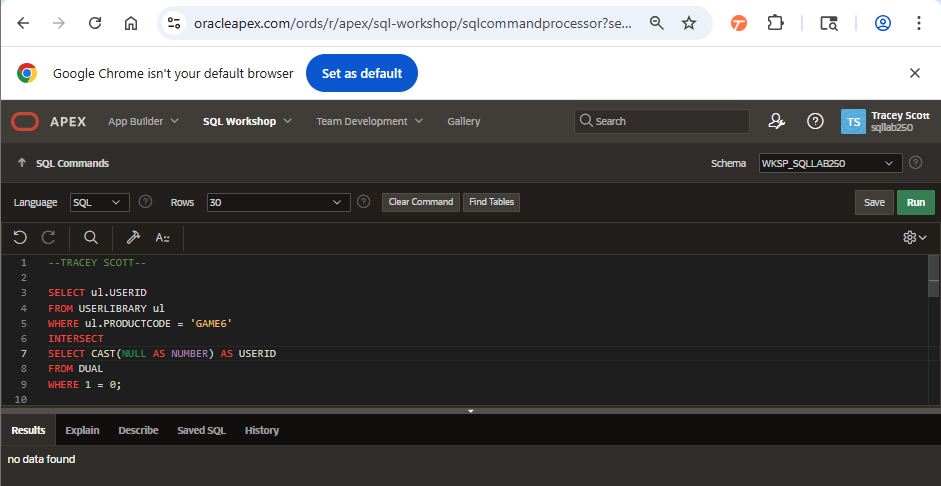 oracleapex.com/ords/r/apex/sql-workshop/sqlcommandprocessor?se...
Google Chrome isn't your default browser Set as default
APEX App Builder SQL Workshop Team Development Gallery Search TS Tracey Scott
sqllab250
SQL Commands Schema WKSP_SQLLAB250
Language SQL Rows 30 Clear Command Find Tables Save Run
1 --TRACEY SCOTT--
2
3 SELECT ul.USERID
4 FROM USERLIBRARY ul
5 WHERE ul.PRODUCTCODE = 'GAME6'
6 INTERSECT
7 SELECT CAST(NULL AS NUMBER) AS USERID
8 FROM DUAL
9 WHERE 1 = 0;
10
Results Explain Describe Saved SQL History
no data found